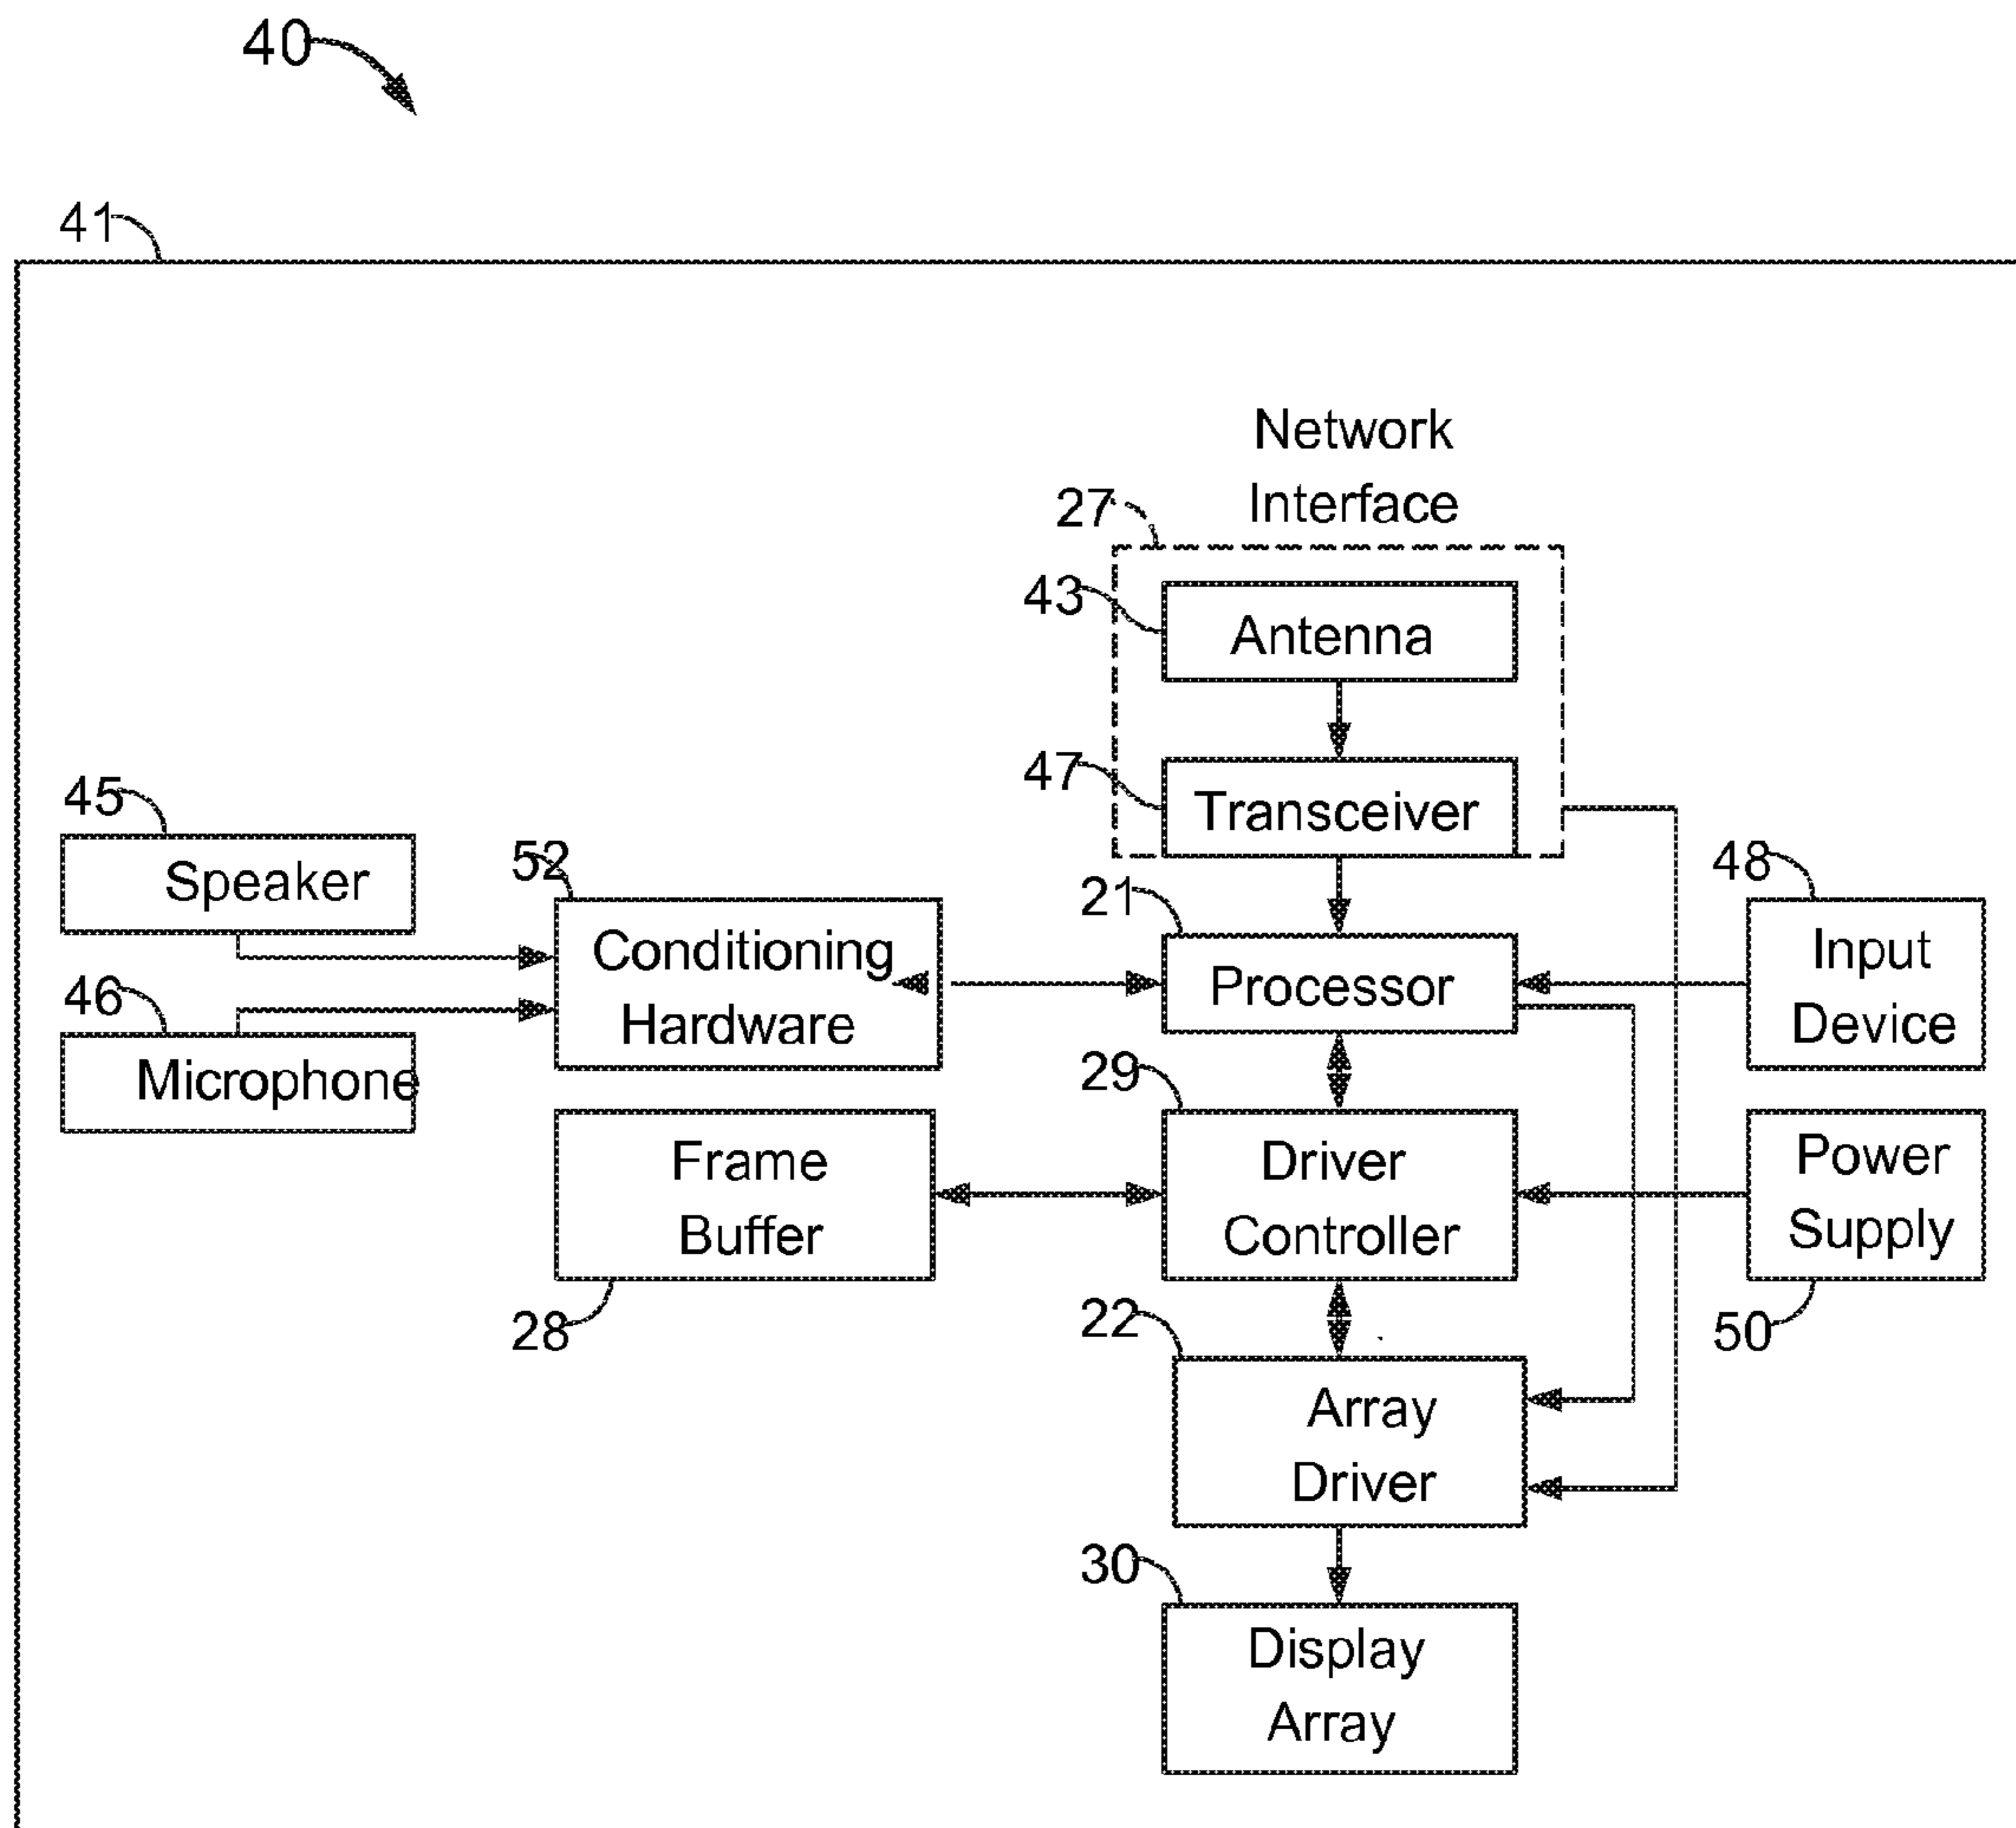 40
41
Network
Interface
27
43
Antenna
47
Transceiver
45
Speaker
52
Conditioning
Hardware
21
Processor
48
Input
Device
46
Microphone
29
Driver
Controller
Frame
Buffer
28
Power
Supply
50
22
Array
Driver
30
Display
Array